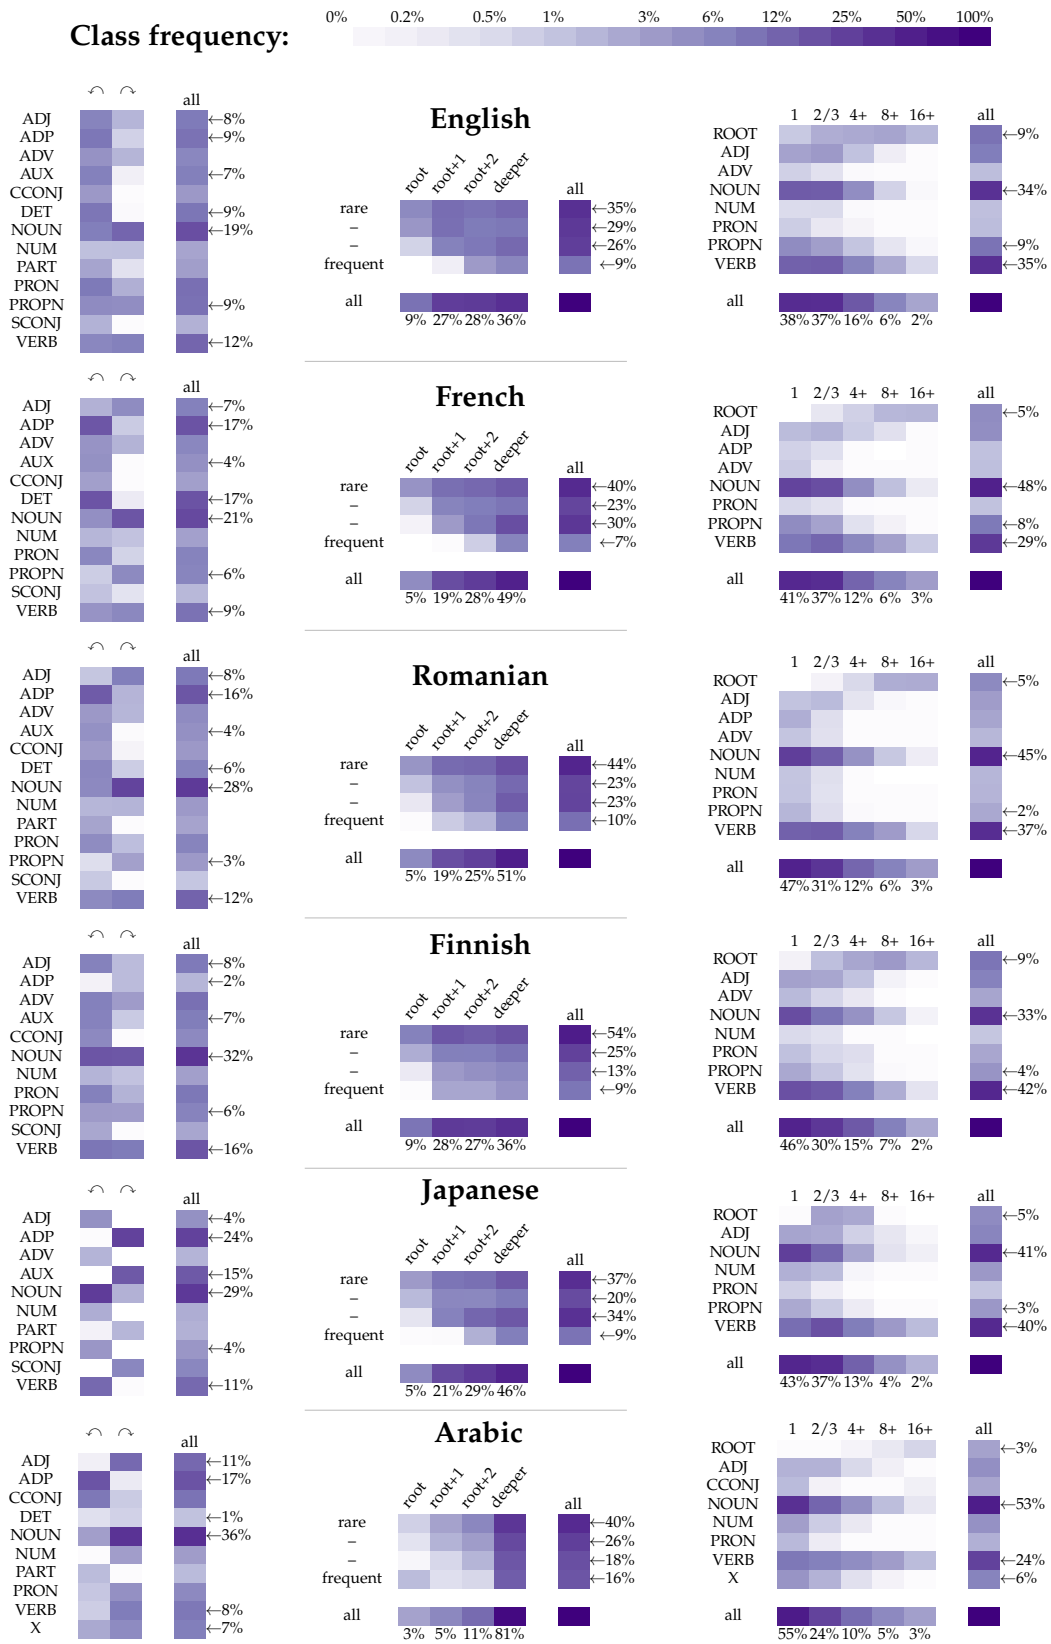 0% 0.2% 0.5% 1% 3% 6% 12% 25% 50% 100%
Class frequency:
English
all
ADJ ←8%
ADP ←9%
ADV
AUX ←7%
CCONJ
DET ←9%
NOUN ←19%
NUM
PART
PRON
PROPN ←9%
SCONJ
VERB ←12%
root root+1 root+2 deeper all
rare ←35%
– ←29%
– ←26%
frequent ←9%
all
9% 27% 28% 36%
1 2/3 4+ 8+ 16+ all
ROOT ←9%
ADJ
ADV
NOUN ←34%
NUM
PRON
PROPN ←9%
VERB ←35%
all
38% 37% 16% 6% 2%
French
all
ADJ ←7%
ADP ←17%
ADV
AUX ←4%
CCONJ
DET ←17%
NOUN ←21%
NUM
PRON
PROPN ←6%
SCONJ
VERB ←9%
root root+1 root+2 deeper all
rare ←40%
– ←23%
– ←30%
frequent ←7%
all
5% 19% 28% 49%
1 2/3 4+ 8+ 16+ all
ROOT ←5%
ADJ
ADP
ADV
NOUN ←48%
PRON
PROPN ←8%
VERB ←29%
all
41% 37% 12% 6% 3%
Romanian
all
ADJ ←8%
ADP ←16%
ADV
AUX ←4%
CCONJ
DET ←6%
NOUN ←28%
NUM
PART
PRON
PROPN ←3%
SCONJ
VERB ←12%
root root+1 root+2 deeper all
rare ←44%
– ←23%
– ←23%
frequent ←10%
all
5% 19% 25% 51%
1 2/3 4+ 8+ 16+ all
ROOT ←5%
ADJ
ADP
ADV
NOUN ←45%
NUM
PRON
PROPN ←2%
VERB ←37%
all
47% 31% 12% 6% 3%
Finnish
all
ADJ ←8%
ADP ←2%
ADV
AUX ←7%
CCONJ
NOUN ←32%
NUM
PRON
PROPN ←6%
SCONJ
VERB ←16%
root root+1 root+2 deeper all
rare ←54%
– ←25%
– ←13%
frequent ←9%
all
9% 28% 27% 36%
1 2/3 4+ 8+ 16+ all
ROOT ←9%
ADJ
ADV
NOUN ←33%
NUM
PRON
PROPN ←4%
VERB ←42%
all
46% 30% 15% 7% 2%
Japanese
all
ADJ ←4%
ADP ←24%
ADV
AUX ←15%
NOUN ←29%
NUM
PART
PROPN ←4%
SCONJ
VERB ←11%
root root+1 root+2 deeper all
rare ←37%
– ←20%
– ←34%
frequent ←9%
all
5% 21% 29% 46%
1 2/3 4+ 8+ 16+ all
ROOT ←5%
ADJ
NOUN ←41%
NUM
PRON
PROPN ←3%
VERB ←40%
all
43% 37% 13% 4% 2%
Arabic
all
ADJ ←11%
ADP ←17%
CCONJ
DET ←1%
NOUN ←36%
NUM
PART
PRON
VERB ←8%
X ←7%
root root+1 root+2 deeper all
rare ←40%
– ←26%
– ←18%
frequent ←16%
all
3% 5% 11% 81%
1 2/3 4+ 8+ 16+ all
ROOT ←3%
ADJ
CCONJ
NOUN ←53%
NUM
PRON
VERB ←24%
X ←6%
all
55% 24% 10% 5% 3%